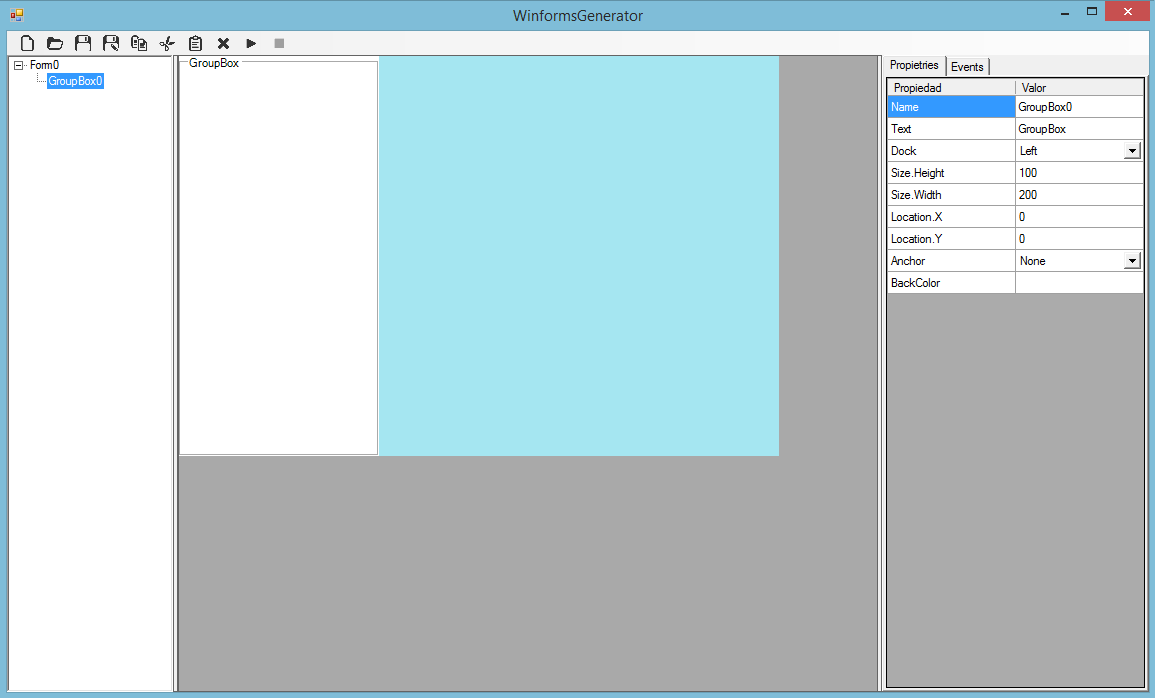 WinformsGenerator
Form0
GroupBox0
GroupBox
Propietries Events
Propiedad Valor
Name GroupBox0
Text GroupBox
Dock Left
Size.Height 100
Size.Width 200
Location.X 0
Location.Y 0
Anchor None
BackColor